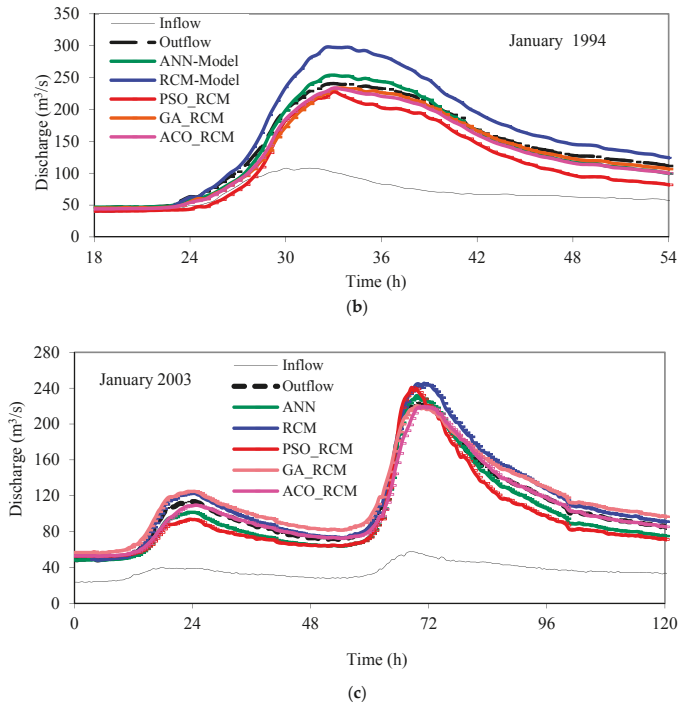 350
300
250
200
150
100
50
0
Discharge (m³/s)
Inflow
Outflow
ANN-Model
RCM-Model
PSO_RCM
GA_RCM
ACO_RCM
January 1994
18 24 30 36 42 48 54
Time (h)
(b)
280
240
200
160
120
80
40
0
Discharge (m³/s)
January 2003
Inflow
Outflow
ANN
RCM
PSO_RCM
GA_RCM
ACO_RCM
0 24 48 72 96 120
Time (h)
(c)